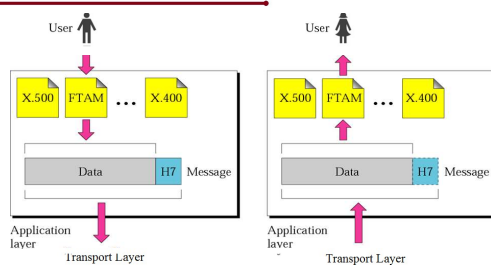 User
X.500 FTAM ... X.400
Data H7 Message
Application
layer
Transport Layer
User
X.500 FTAM ... X.400
Data H7 Message
Application
layer
Transport Layer